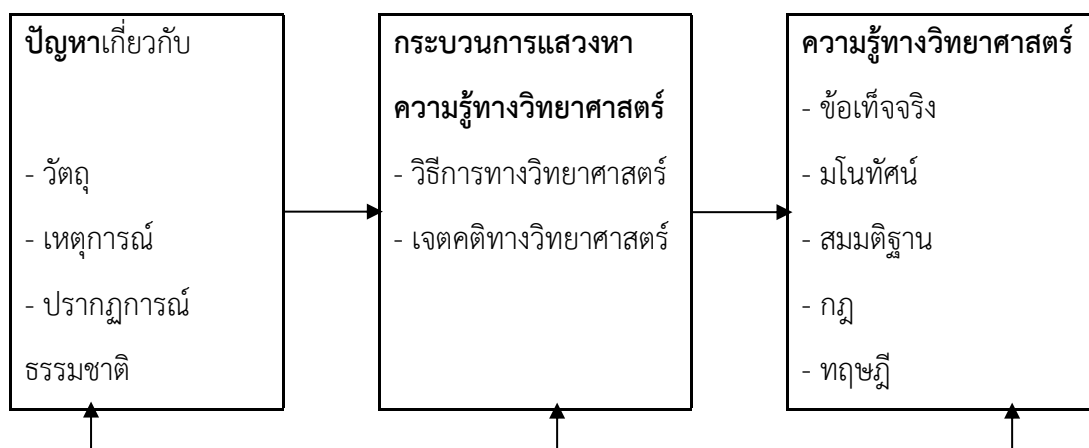 ปัญหาเกี่ยวกับ
- วัตถุ
- เหตุการณ์
- ปรากฏการณ์
ธรรมชาติ
กระบวนการแสวงหา
ความรู้ทางวิทยาศาสตร์
- วิธีการทางวิทยาศาสตร์
- เจตคติทางวิทยาศาสตร์
ความรู้ทางวิทยาศาสตร์
- ข้อเท็จจริง
- มโนทัศน์
- สมมติฐาน
- กฎ
- ทฤษฎี